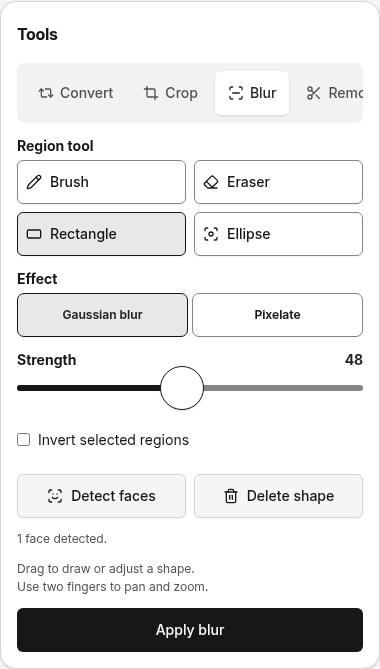 Tools
Convert Crop Blur
Region tool
Brush Eraser
Rectangle Ellipse
Effect
Gaussian blur Pixelate
Strength 48
Invert selected regions
Detect faces Delete shape
1 face detected.
Drag to draw or adjust a shape.
Use two fingers to pan and zoom.
Apply blur